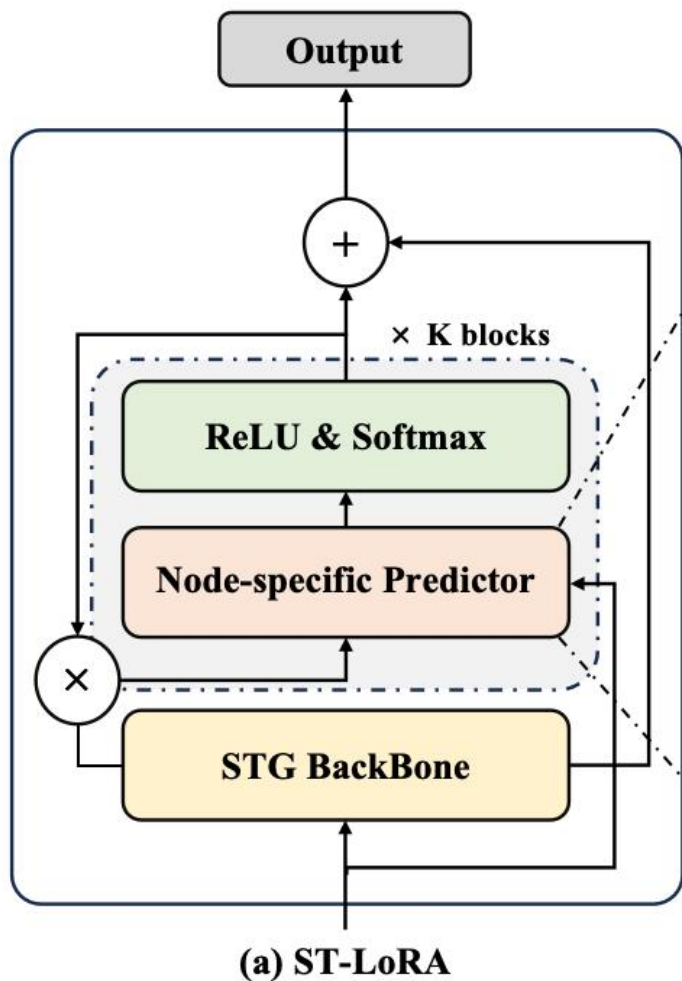 Output
+
× K blocks
ReLU & Softmax
Node-specific Predictor
×
STG BackBone
(a) ST-LoRA